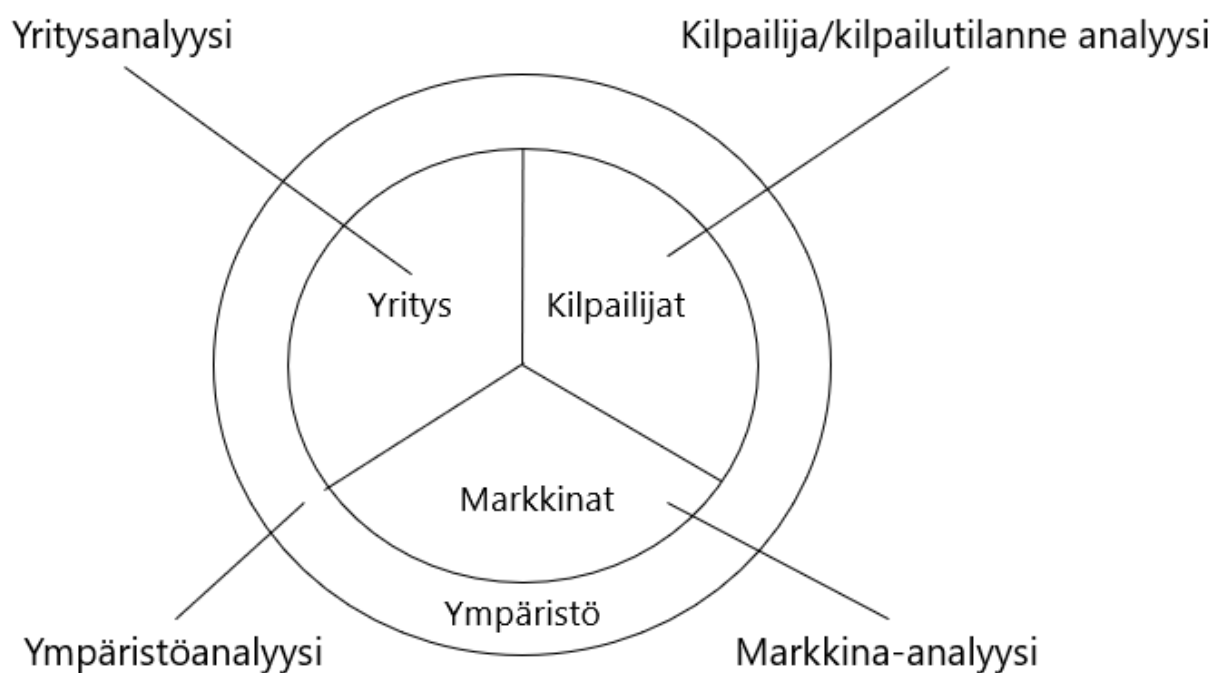 Yritysanalyysi
Kilpailija/kilpailutilanne analyysi
Yritys
Kilpailijat
Markkinat
Ympäristö
Ympäristöanalyysi
Markkina-analyysi